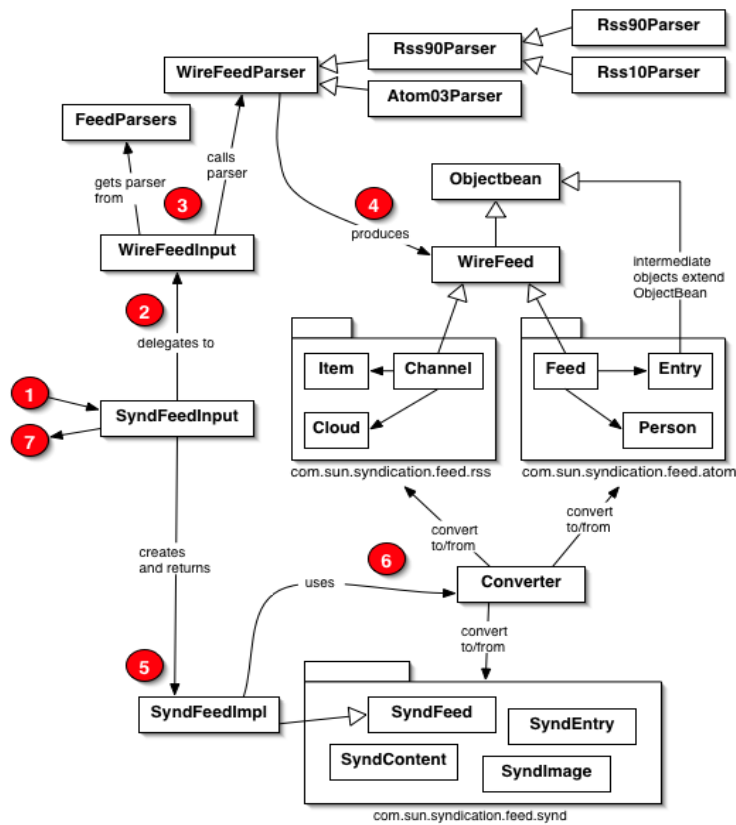 Rss90Parser
Rss90Parser
WireFeedParser
Rss10Parser
Atom03Parser
FeedParsers
calls
parser
Objectbean
gets parser
from
3
4
produces
WireFeedInput
WireFeed
intermediate
objects extend
ObjectBean
2
delegates to
Item
Channel
Feed
Entry
1
SyndFeedInput
7
Cloud
Person
com.sun.syndication.feed.rss
com.sun.syndication.feed.atom
convert
to/from
convert
to/from
creates
and returns
6
uses
Converter
convert
to/from
5
SyndFeedImpl
SyndFeed
SyndEntry
SyndContent
SyndImage
com.sun.syndication.feed.synd